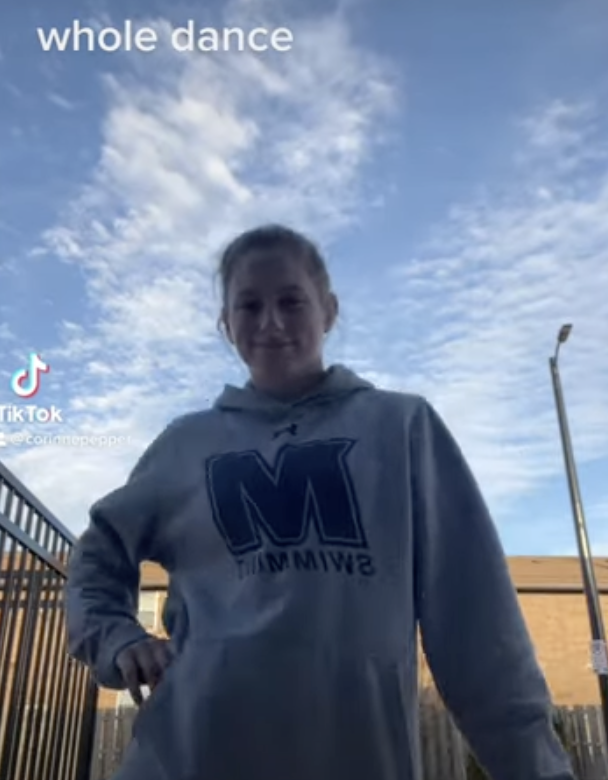 whole dance
TikTok
@corinnepepper
M
SWIMMING